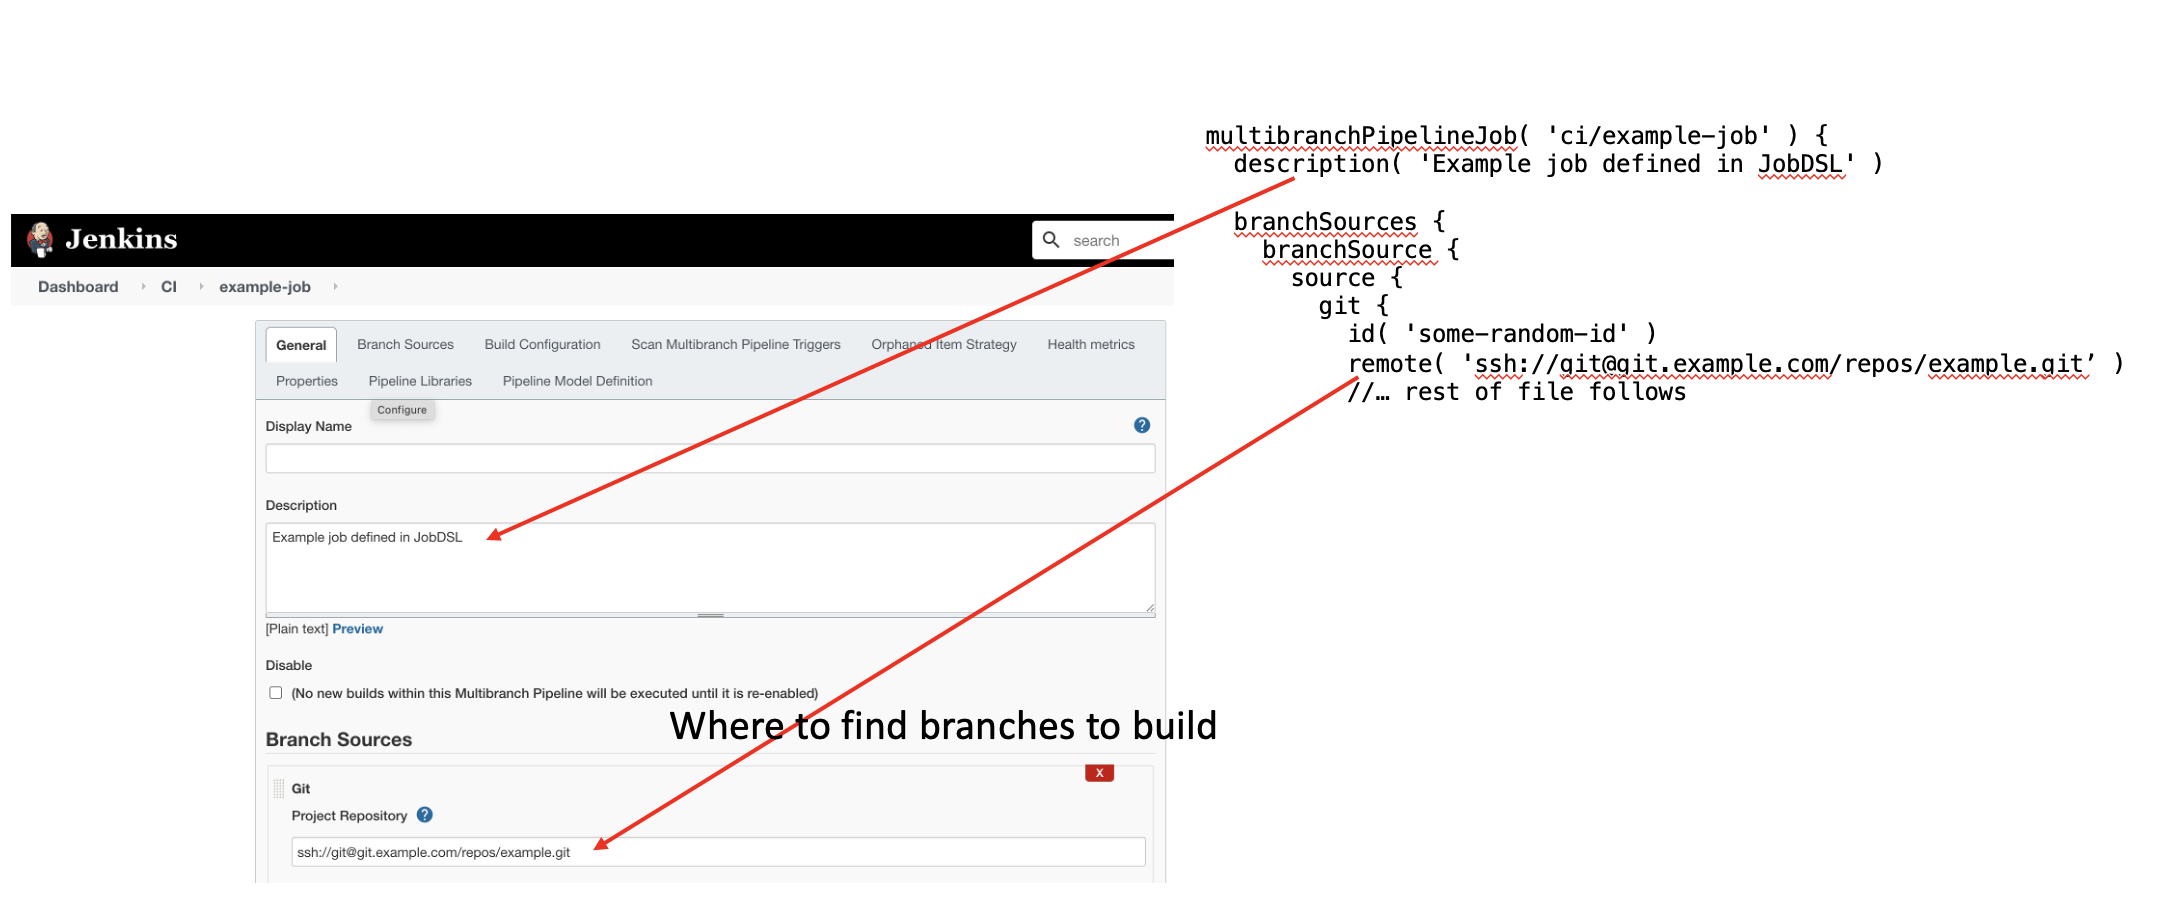 multibranchPipelineJob( 'ci/example-job' ) {
description( 'Example job defined in JobDSL' )
branchSources {
branchSource {
source {
git {
id( 'some-random-id' )
remote( 'ssh://git@git.example.com/repos/example.git’ )
//… rest of file follows
Jenkins
search
Dashboard CI example-job
General Branch Sources Build Configuration Scan Multibranch Pipeline Triggers Orphaned Item Strategy Health metrics
Properties Pipeline Libraries Pipeline Model Definition
Configure
Display Name ?
Description
Example job defined in JobDSL
[Plain text] Preview
Disable
(No new builds within this Multibranch Pipeline will be executed until it is re-enabled)
Where to find branches to build
Branch Sources
X
Git
Project Repository ?
ssh://git@git.example.com/repos/example.git